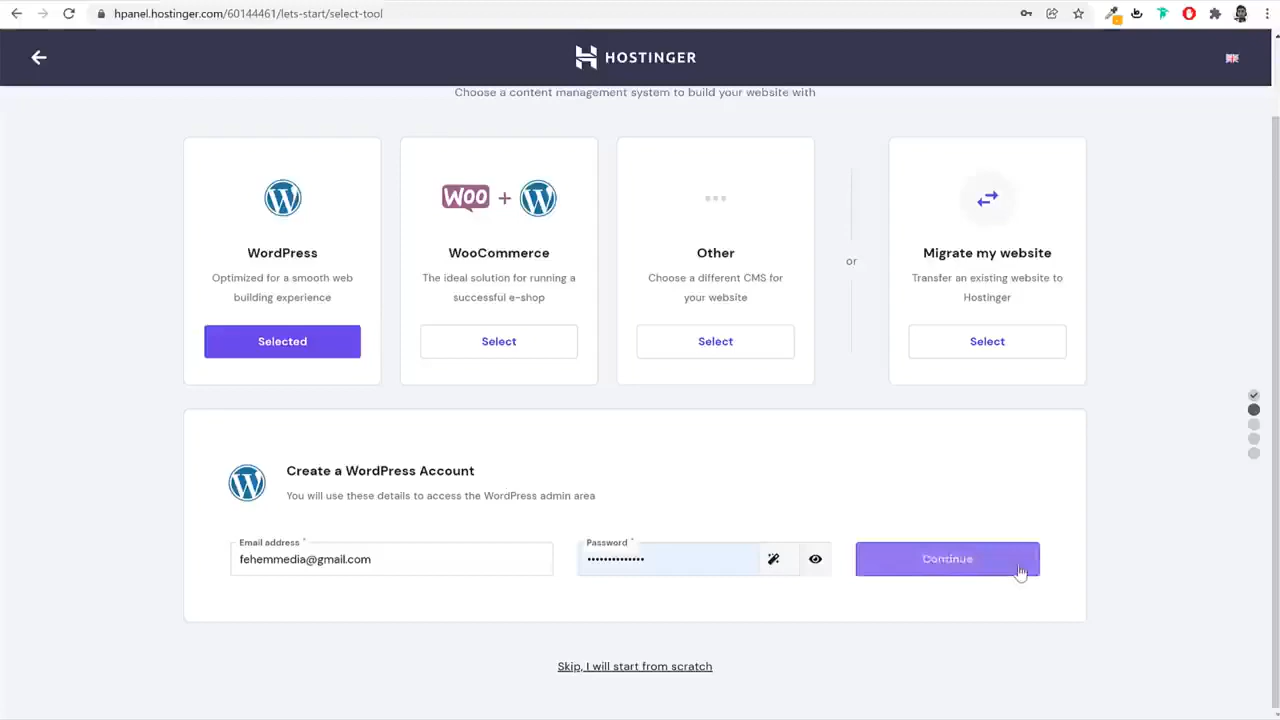 hpanel.hostinger.com/60144461/lets-start/select-tool
HOSTINGER
Choose a content management system to build your website with
WOO + W
WordPress
Optimized for a smooth web
building experience
Selected
WooCommerce
The ideal solution for running a
successful e-shop
Select
Other
Choose a different CMS for
your website
Select
or
Migrate my website
Transfer an existing website to
Hostinger
Select
Create a WordPress Account
You will use these details to access the WordPress admin area
Email address *
fehemmedia@gmail.com
Password *
••••••••••••••
Continue
Skip, I will start from scratch